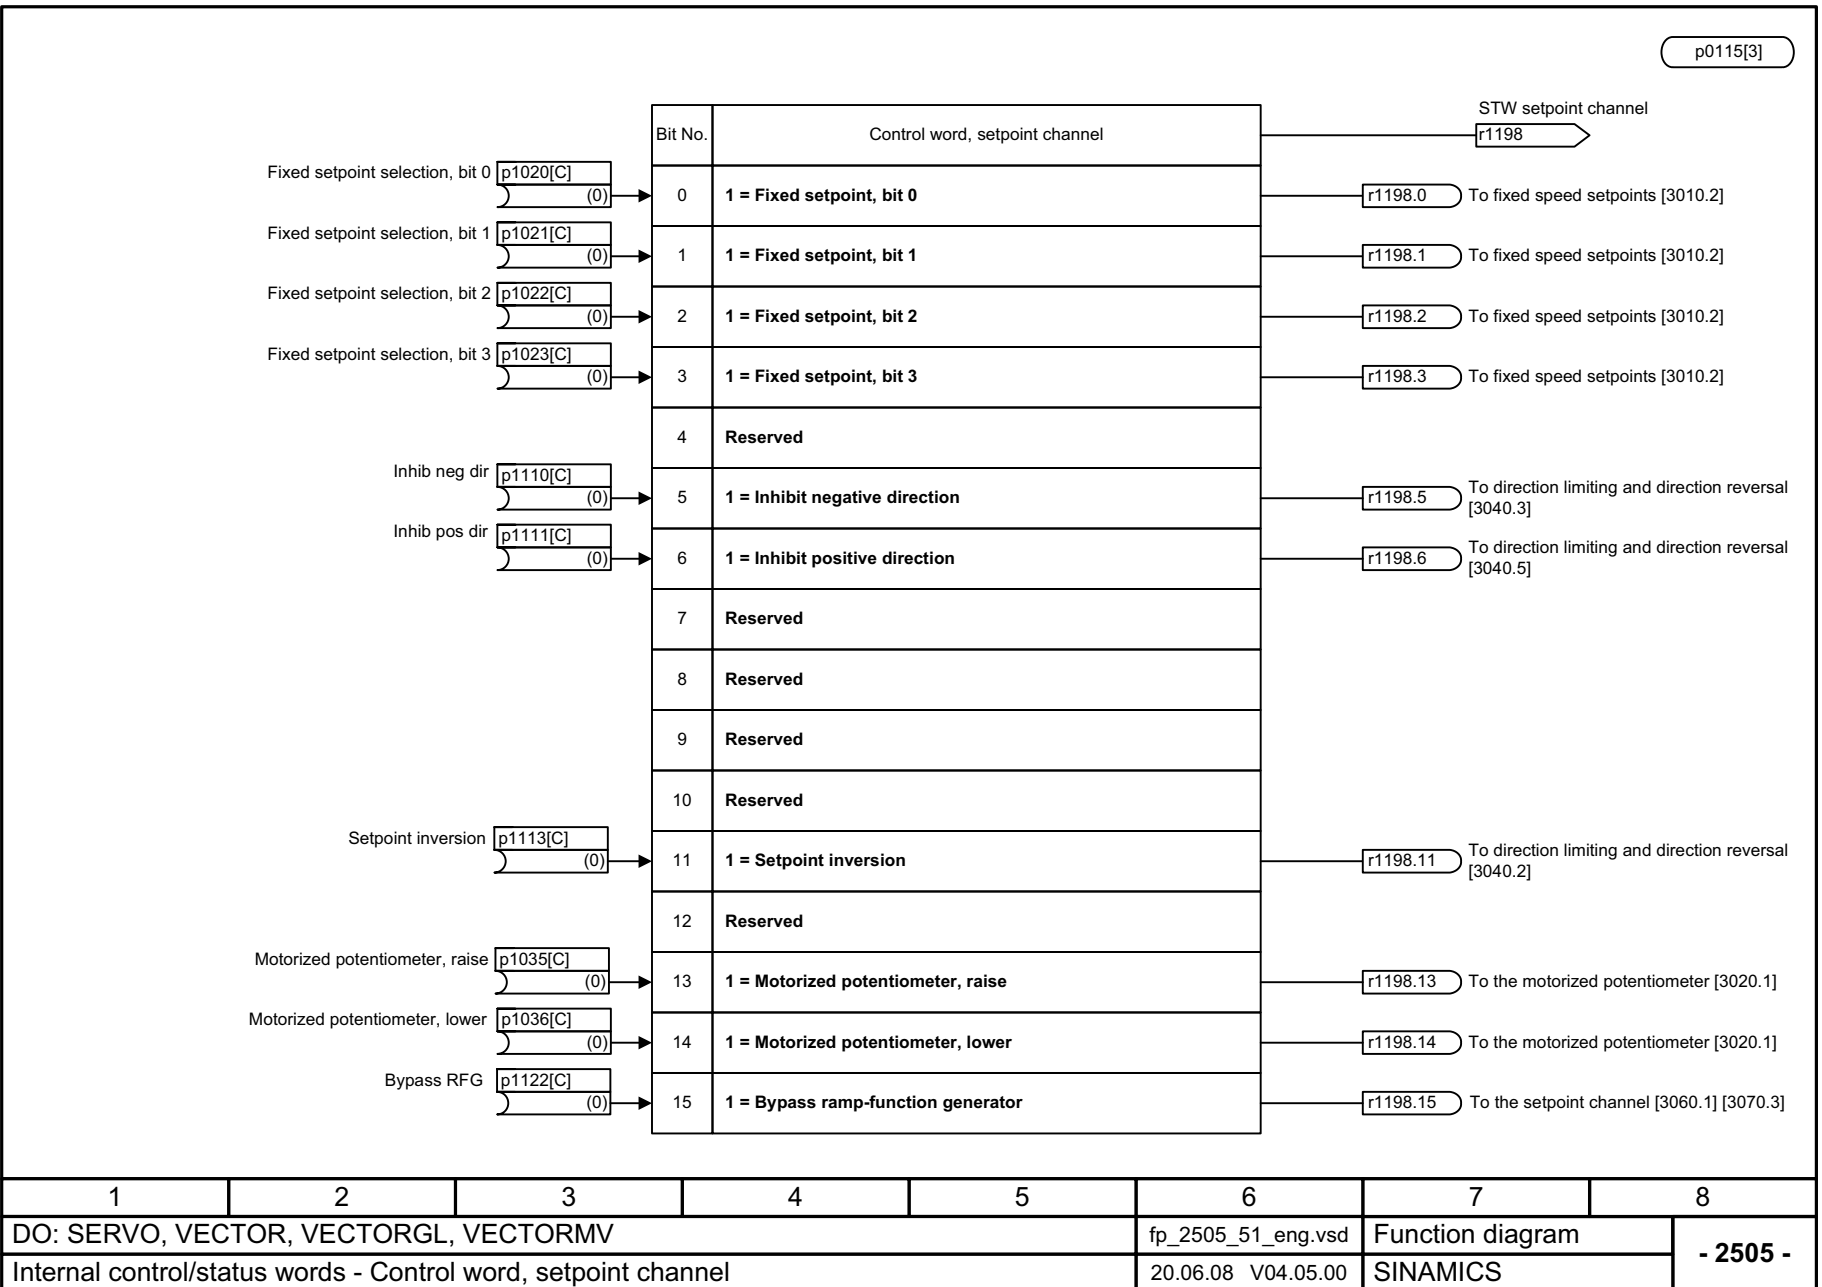 p0115[3]
STW setpoint channel
Bit No. Control word, setpoint channel r1198
Fixed setpoint selection, bit 0 p1020[C]
(0) 0 1 = Fixed setpoint, bit 0 r1198.0 To fixed speed setpoints [3010.2]
Fixed setpoint selection, bit 1 p1021[C]
(0) 1 1 = Fixed setpoint, bit 1 r1198.1 To fixed speed setpoints [3010.2]
Fixed setpoint selection, bit 2 p1022[C]
(0) 2 1 = Fixed setpoint, bit 2 r1198.2 To fixed speed setpoints [3010.2]
Fixed setpoint selection, bit 3 p1023[C]
(0) 3 1 = Fixed setpoint, bit 3 r1198.3 To fixed speed setpoints [3010.2]
4 Reserved
Inhib neg dir p1110[C]
(0) 5 1 = Inhibit negative direction r1198.5 To direction limiting and direction reversal
[3040.3]
Inhib pos dir p1111[C]
(0) 6 1 = Inhibit positive direction r1198.6 To direction limiting and direction reversal
[3040.5]
7 Reserved
8 Reserved
9 Reserved
10 Reserved
Setpoint inversion p1113[C]
(0) 11 1 = Setpoint inversion r1198.11 To direction limiting and direction reversal
[3040.2]
12 Reserved
Motorized potentiometer, raise p1035[C]
(0) 13 1 = Motorized potentiometer, raise r1198.13 To the motorized potentiometer [3020.1]
Motorized potentiometer, lower p1036[C]
(0) 14 1 = Motorized potentiometer, lower r1198.14 To the motorized potentiometer [3020.1]
Bypass RFG p1122[C]
(0) 15 1 = Bypass ramp-function generator r1198.15 To the setpoint channel [3060.1] [3070.3]
1 2 3 4 5 6 7 8
DO: SERVO, VECTOR, VECTORGL, VECTORMV fp_2505_51_eng.vsd Function diagram
- 2505 -
Internal control/status words - Control word, setpoint channel 20.06.08 V04.05.00 SINAMICS